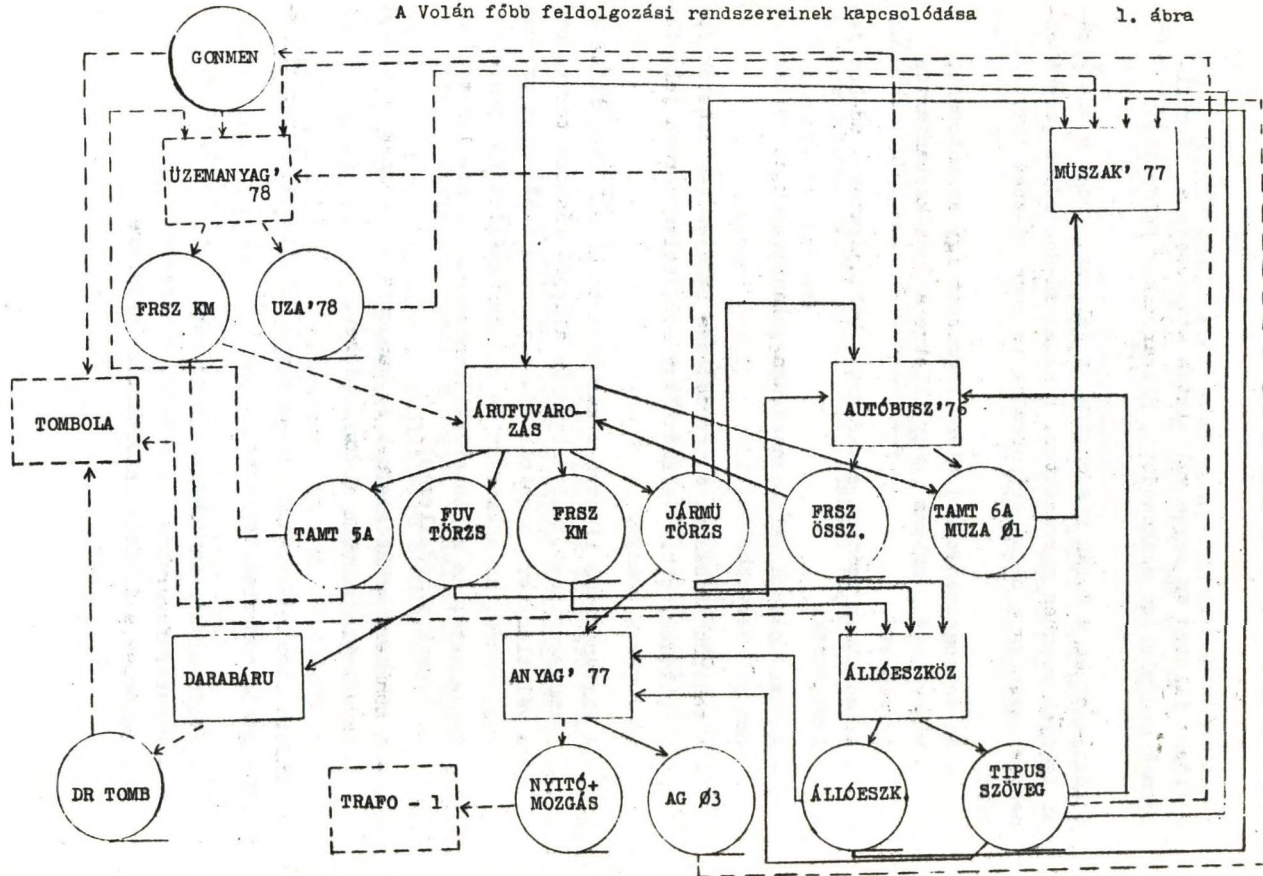 A Volán főbb feldolgozási rendszereinek kapcsolódása
1. ábra
GONMEN
ÜZEMANYAG'
78
MŰSZAK' 77
FRSZ KM
UZA'78
TOMBOLA
ÁRUFUVARO-
ZÁS
AUTÓBUSZ'76
TAMT 5A
FUV
TÖRZS
FRSZ
KM
JÁRMŰ
TÖRZS
FRSZ
ÖSSZ.
TAMT 6A
MUZA Ø1
DARABÁRU
ANYAG' 77
ÁLLÓESZKÖZ
DR TOMB
TRAFO - 1
NYITÓ+
MOZGÁS
AG Ø3
ÁLLÓESZK.
TIPUS
SZÖVEG